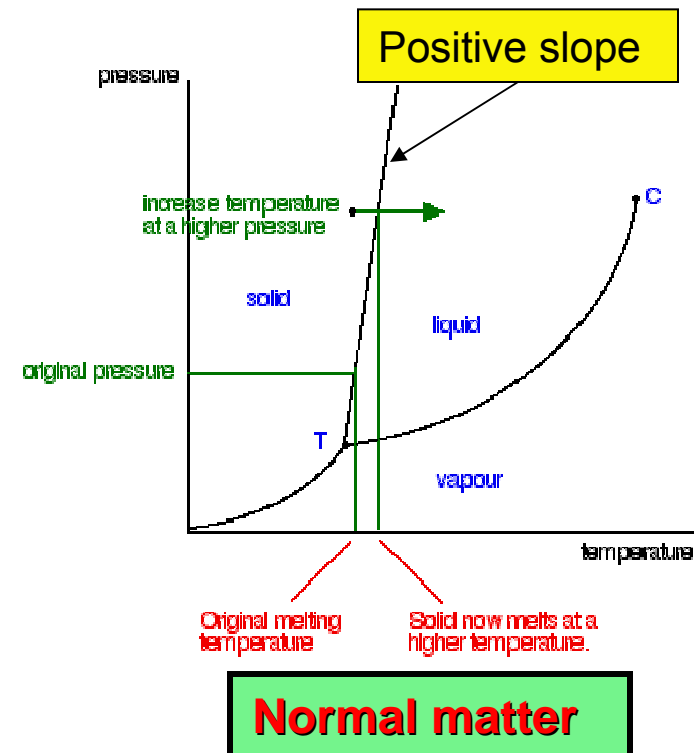 Positive slope
pressure
increase temperature
at a higher pressure
C
solid
liquid
original pressure
T
vapour
temperature
Original melting
temperature
Solid now melts at a
higher temperature.
Normal matter